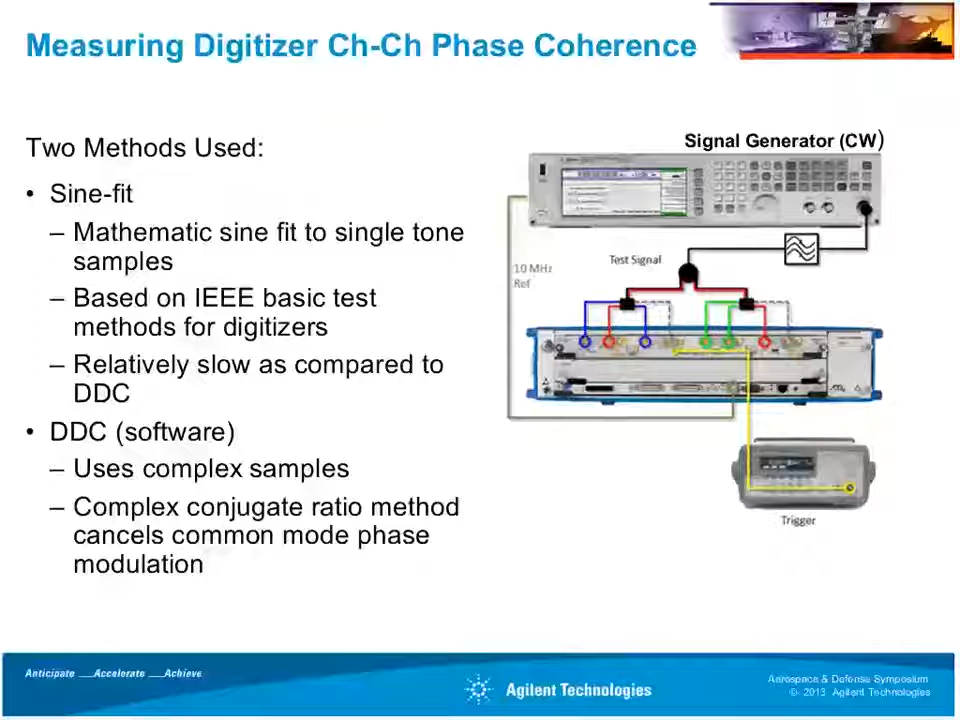 Measuring Digitizer Ch-Ch Phase Coherence
Two Methods Used:
• Sine-fit
– Mathematic sine fit to single tone
samples
– Based on IEEE basic test
methods for digitizers
– Relatively slow as compared to
DDC
• DDC (software)
– Uses complex samples
– Complex conjugate ratio method
cancels common mode phase
modulation
Signal Generator (CW)
Test Signal
10 MHz
Ref
Trigger
Anticipate __Accelerate __Achieve
Agilent Technologies
Aerospace & Defense Symposium
© 2013 Agilent Technologies